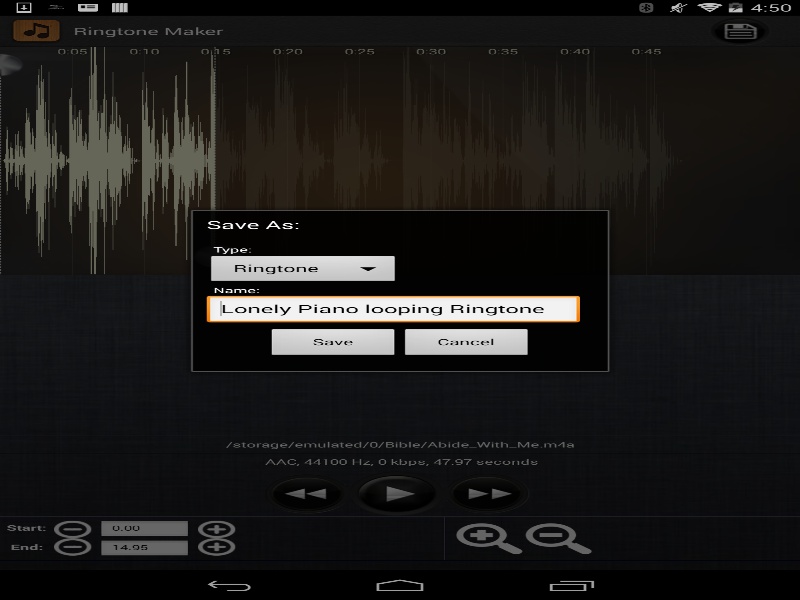 4:50
Ringtone Maker
0:05 0:10 0:15 0:20 0:25 0:30 0:35 0:40 0:45
Save As:
Type:
Ringtone
Name:
Lonely Piano looping Ringtone
Save Cancel
/storage/emulated/0/Bible/Abide_With_Me.m4a
AAC, 44100 Hz, 0 kbps, 47.97 seconds
Start: 0.00
End: 14.95